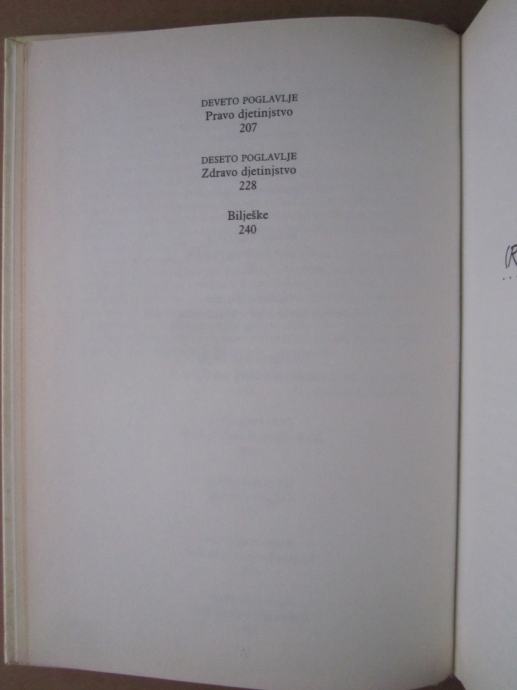 DEVETO POGLAVLJE
Pravo djetinjstvo
207
DESETO POGLAVLJE
Zdravo djetinjstvo
228
Bilješke
240